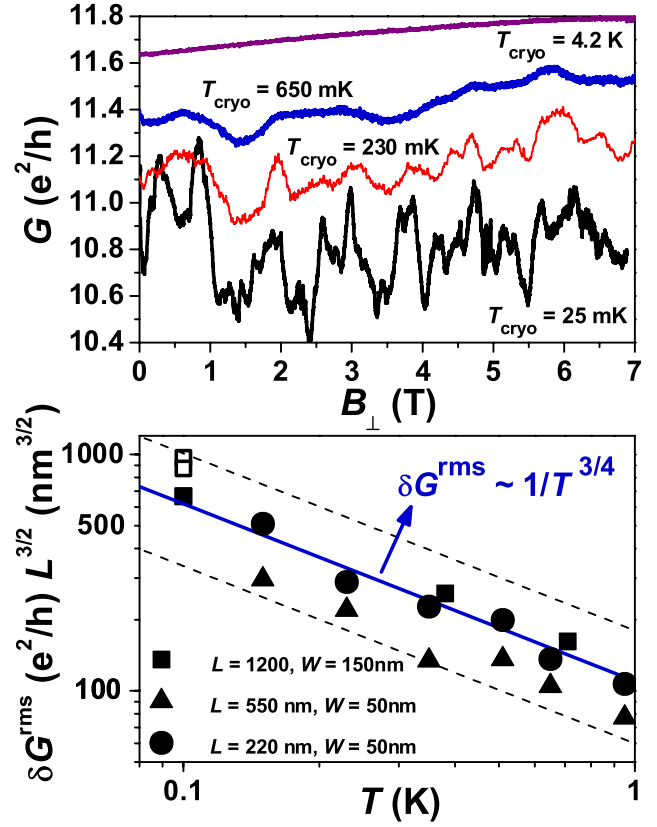 11.8
11.6
11.4
11.2
11.0
10.8
10.6
10.4
G (e²/h)
T_cryo = 4.2 K
T_cryo = 650 mK
T_cryo = 230 mK
T_cryo = 25 mK
0 1 2 3 4 5 6 7
B⊥ (T)
1000
500
100
δG^rms (e²/h) L^3/2 (nm^3/2)
δG^rms ~ 1/T^3/4
L = 1200, W = 150nm
L = 550 nm, W = 50nm
L = 220 nm, W = 50nm
0.1 1
T (K)